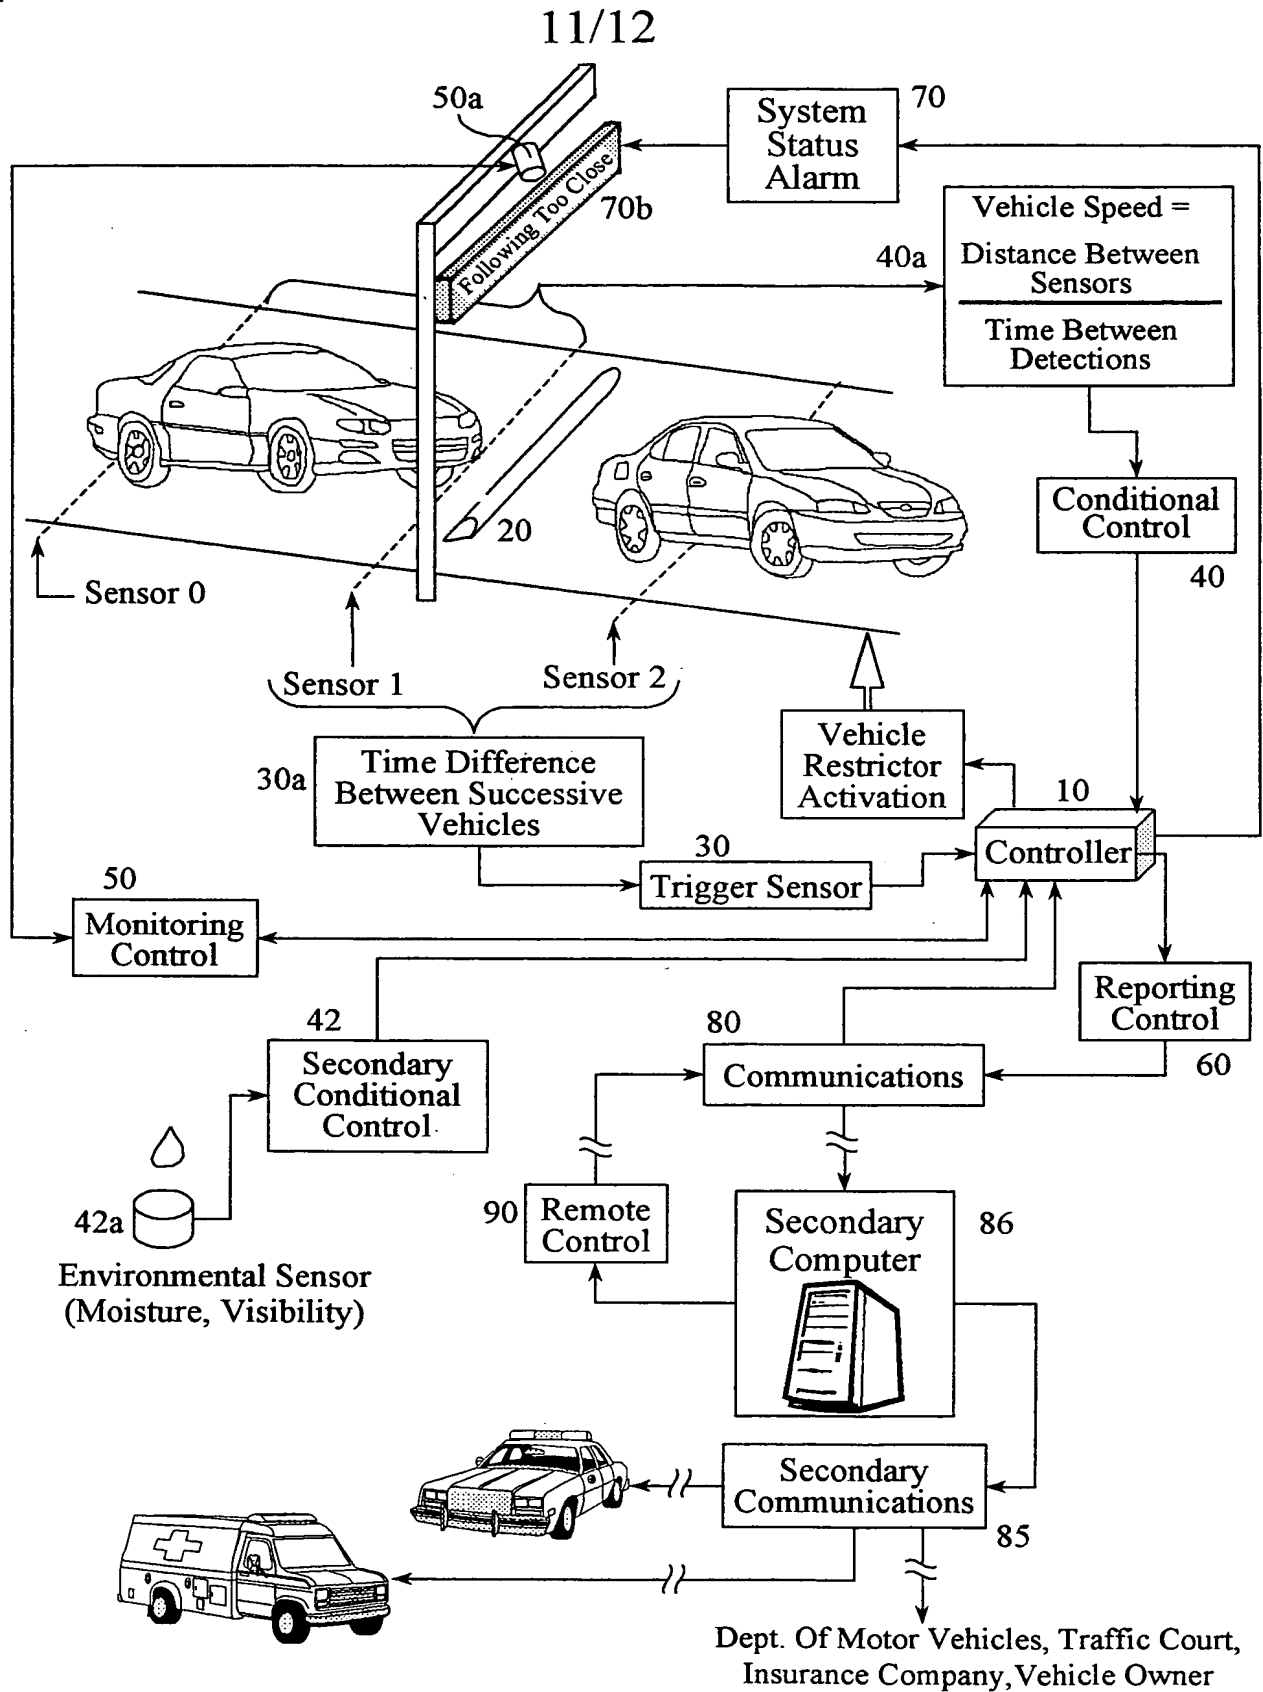 11/12
50a
System
Status
Alarm
70
Following Too Close
70b
40a
Vehicle Speed =
Distance Between
Sensors
Time Between
Detections
Conditional
Control
40
20
Sensor 0
Sensor 1
Sensor 2
30a
Time Difference
Between Successive
Vehicles
Vehicle
Restrictor
Activation
10
Controller
30
Trigger Sensor
50
Monitoring
Control
Reporting
Control
60
42
Secondary
Conditional
Control
80
Communications
42a
Environmental Sensor
(Moisture, Visibility)
90
Remote
Control
Secondary
Computer
86
Secondary
Communications
85
Dept. Of Motor Vehicles, Traffic Court,
Insurance Company, Vehicle Owner